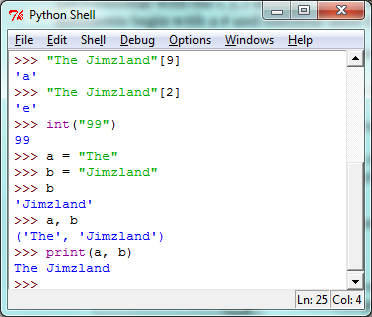 Python Shell
File Edit Shell Debug Options Windows Help
>>> "The Jimzland"[9]
'a'
>>> "The Jimzland"[2]
'e'
>>> int("99")
99
>>> a = "The"
>>> b = "Jimzland"
>>> b
'Jimzland'
>>> a, b
('The', 'Jimzland')
>>> print(a, b)
The Jimzland
>>>
Ln: 25 Col: 4